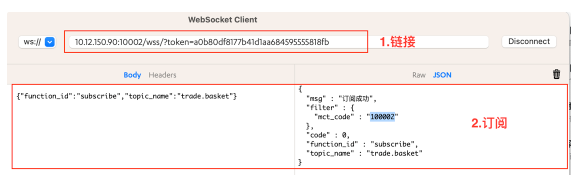 WebSocket Client
ws:// 10.12.150.90:10002/wss/?token=a0b80df8177b41d1aa684595555818fb 1.链接 Disconnect
Body Headers Raw JSON
{"function_id":"subscribe","topic_name":"trade.basket"}
{
"msg" : "订阅成功",
"filter" : {
"mct_code" : "100002"
},
"code" : 0,
"function_id" : "subscribe",
"topic_name" : "trade.basket"
}
2.订阅